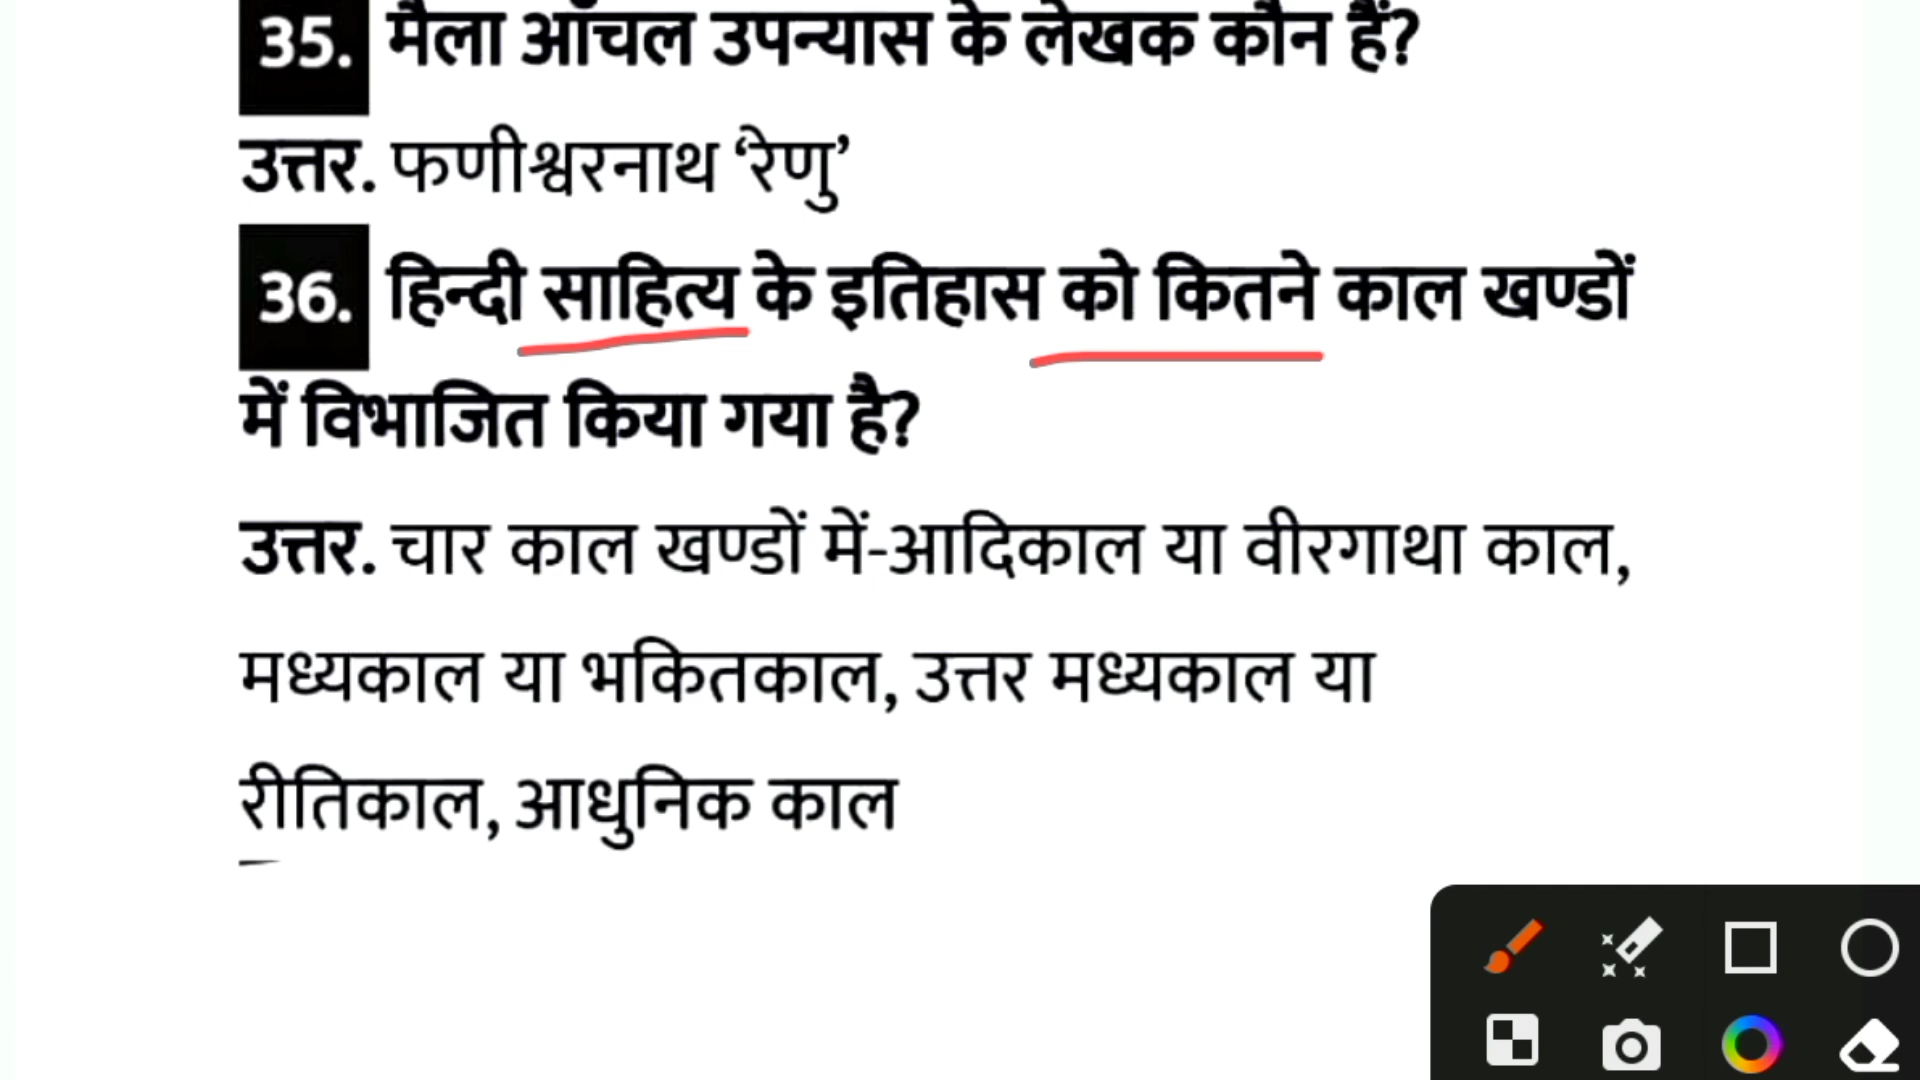 35. मैला आँचल उपन्यास के लेखक कौन हैं?
उत्तर. फणीश्वरनाथ ‘रेणु’
36. हिन्दी साहित्य के इतिहास को कितने काल खण्डों
में विभाजित किया गया है?
उत्तर. चार काल खण्डों में-आदिकाल या वीरगाथा काल,
मध्यकाल या भकितकाल, उत्तर मध्यकाल या
रीतिकाल, आधुनिक काल